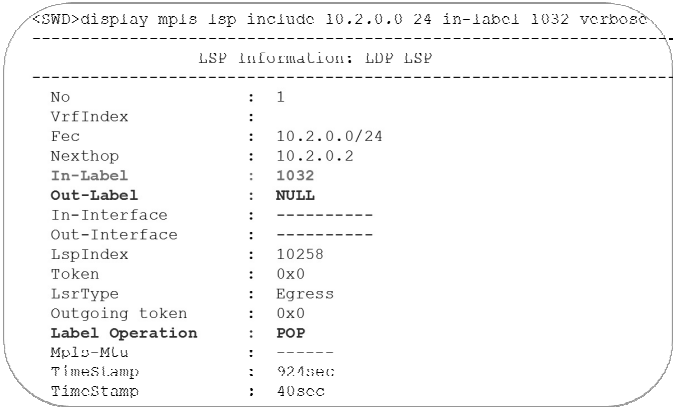 <SWD>display mpls lsp include 10.2.0.0 24 in-label 1032 verbose
----------------------------------------------------------------------
LSP Information: LDP LSP
----------------------------------------------------------------------
No : 1
VrfIndex :
Fec : 10.2.0.0/24
Nexthop : 10.2.0.2
In-Label : 1032
Out-Label : NULL
In-Interface : ----------
Out-Interface : ----------
LspIndex : 10258
Token : 0x0
LsrType : Egress
Outgoing token : 0x0
Label Operation : POP
Mpls-Mtu : ------
TimeStamp : 924sec
TimeStamp : 40sec